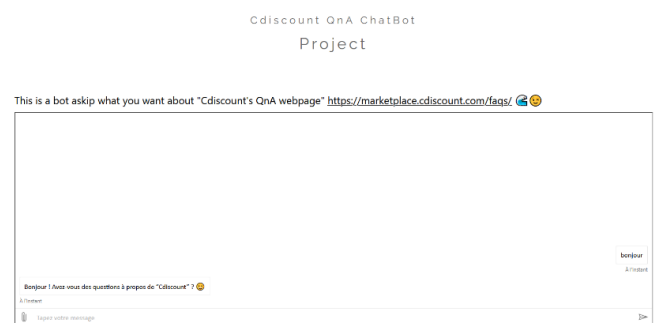 Cdiscount QnA ChatBot
Project
This is a bot askip what you want about "Cdiscount's QnA webpage" https://marketplace.cdiscount.com/faqs/ 🌊😉
bonjour
À l'instant
Bonjour ! Avez-vous des questions à propos de "Cdiscount" ? 😀
À l'instant
Tapez votre message